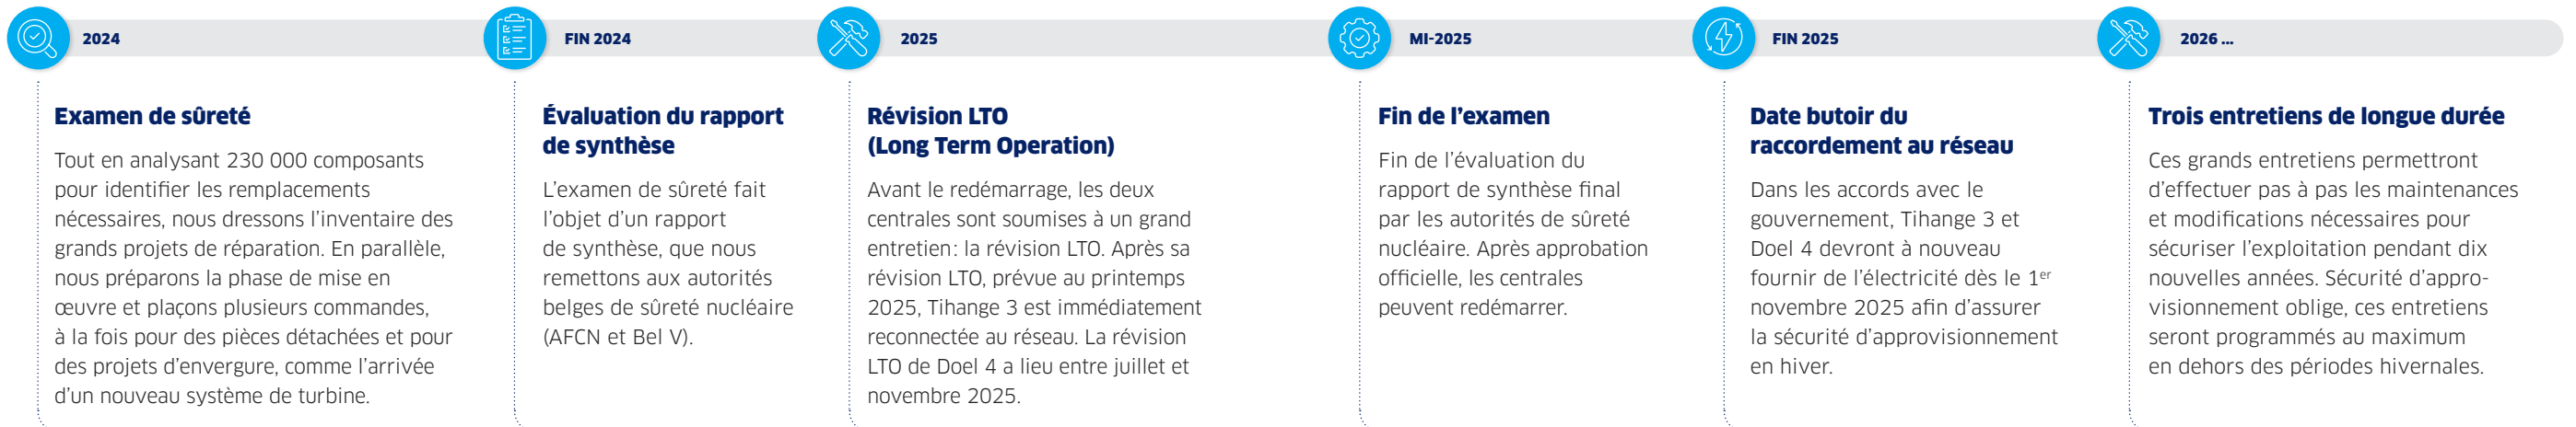 2024
Examen de sûreté
Tout en analysant 230 000 composants
pour identifier les remplacements
nécessaires, nous dressons l’inventaire des
grands projets de réparation. En parallèle,
nous préparons la phase de mise en
œuvre et plaçons plusieurs commandes,
à la fois pour des pièces détachées et pour
des projets d’envergure, comme l’arrivée
d’un nouveau système de turbine.
FIN 2024
Évaluation du rapport
de synthèse
L’examen de sûreté fait
l’objet d’un rapport
de synthèse, que nous
remettons aux autorités
belges de sûreté nucléaire
(AFCN et Bel V).
2025
Révision LTO
(Long Term Operation)
Avant le redémarrage, les deux
centrales sont soumises à un grand
entretien: la révision LTO. Après sa
révision LTO, prévue au printemps
2025, Tihange 3 est immédiatement
reconnectée au réseau. La révision
LTO de Doel 4 a lieu entre juillet et
novembre 2025.
MI-2025
Fin de l’examen
Fin de l’évaluation du
rapport de synthèse final
par les autorités de sûreté
nucléaire. Après approbation
officielle, les centrales
peuvent redémarrer.
FIN 2025
Date butoir du
raccordement au réseau
Dans les accords avec le
gouvernement, Tihange 3 et
Doel 4 devront à nouveau
fournir de l’électricité dès le 1er
novembre 2025 afin d’assurer
la sécurité d’approvisionnement
en hiver.
2026 ...
Trois entretiens de longue durée
Ces grands entretiens permettront
d’effectuer pas à pas les maintenances
et modifications nécessaires pour
sécuriser l’exploitation pendant dix
nouvelles années. Sécurité d’appro-
visionnement oblige, ces entretiens
seront programmés au maximum
en dehors des périodes hivernales.